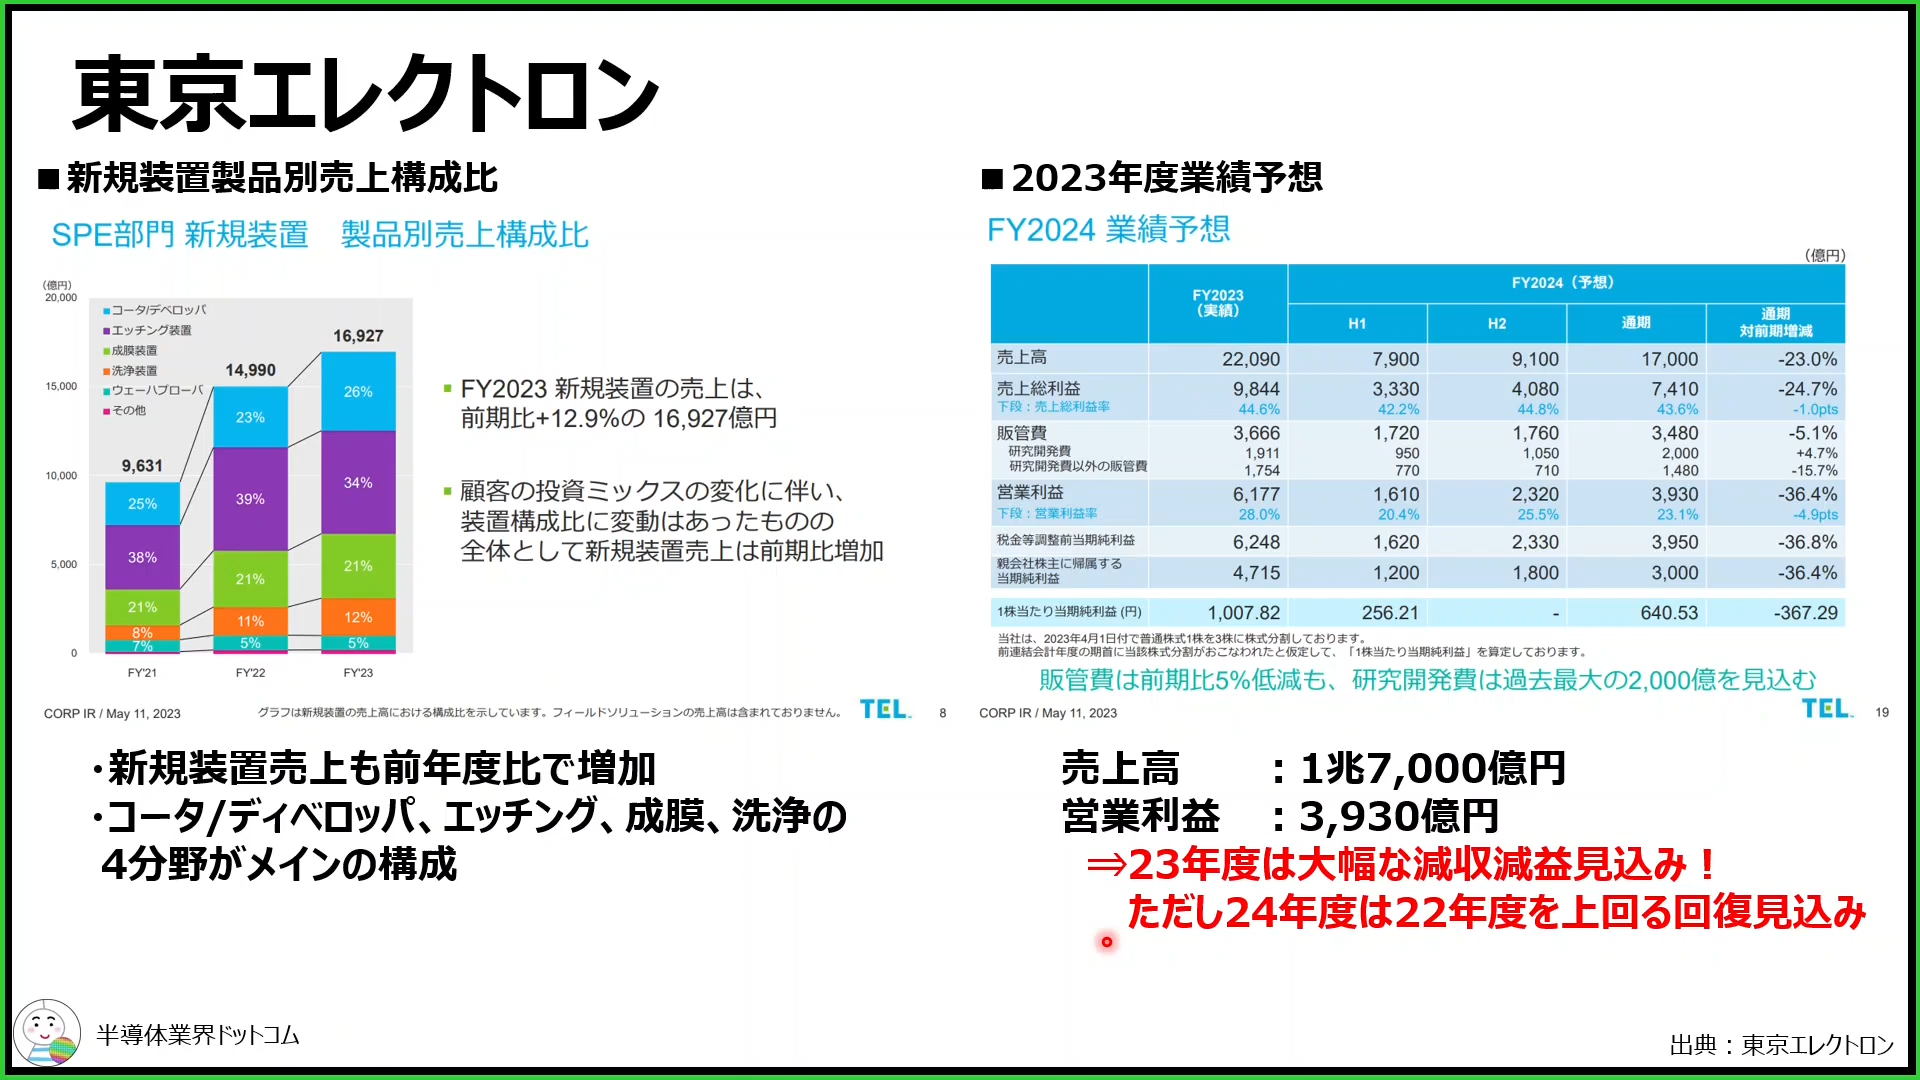 東京エレクトロン
■新規装置製品別売上構成比
SPE部門 新規装置　製品別売上構成比
(億円)
20,000
15,000
10,000
5,000
0
コータ/デベロッパ
エッチング装置
成膜装置
洗浄装置
ウェーハプローバ
その他
9,631
25%
38%
21%
8%
7%
FY'21
14,990
23%
39%
21%
11%
5%
FY'22
16,927
26%
34%
21%
12%
5%
FY'23
FY2023 新規装置の売上は、
前期比+12.9%の 16,927億円
顧客の投資ミックスの変化に伴い、
装置構成比に変動はあったものの
全体として新規装置売上は前期比増加
CORP IR / May 11, 2023
グラフは新規装置の売上高における構成比を示しています。フィールドソリューションの売上高は含まれておりません。
TEL
8
・新規装置売上も前年度比で増加
・コータ/ディベロッパ、エッチング、成膜、洗浄の
4分野がメインの構成
■2023年度業績予想
FY2024 業績予想
(億円)
FY2023（実績） FY2024（予想）
H1 H2 通期 通期対前期増減
売上高 22,090 7,900 9,100 17,000 -23.0%
売上総利益 9,844 3,330 4,080 7,410 -24.7%
下段：売上総利益率 44.6% 42.2% 44.8% 43.6% -1.0pts
販管費 3,666 1,720 1,760 3,480 -5.1%
研究開発費 1,911 950 1,050 2,000 +4.7%
研究開発費以外の販管費 1,754 770 710 1,480 -15.7%
営業利益 6,177 1,610 2,320 3,930 -36.4%
下段：営業利益率 28.0% 20.4% 25.5% 23.1% -4.9pts
税金等調整前当期純利益 6,248 1,620 2,330 3,950 -36.8%
親会社株主に帰属する当期純利益 4,715 1,200 1,800 3,000 -36.4%
1株当たり当期純利益 (円) 1,007.82 256.21 - 640.53 -367.29
当社は、2023年4月1日付で普通株式1株を3株に株式分割しております。
前連結会計年度の期首に当該株式分割がおこなわれたと仮定して、「1株当たり当期純利益」を算定しております。
販管費は前期比5%低減も、研究開発費は過去最大の2,000億を見込む
CORP IR / May 11, 2023
TEL
19
売上高　：1兆7,000億円
営業利益　：3,930億円
⇒23年度は大幅な減収減益見込み！
ただし24年度は22年度を上回る回復見込み
半導体業界ドットコム
出典：東京エレクトロン